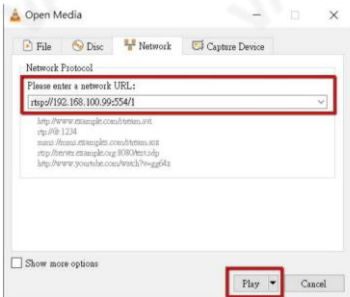 Open Media
File Disc Network Capture Device
Network Protocol
Please enter a network URL:
rtsp://192.168.100.99:554/1
http://www.example.com/stream.avi
rtp://@:1234
mms://mms.examples.com/stream.asx
rtsp://server.example.org:8080/test.sdp
http://www.yourtube.com/watch?v=gg64x
Show more options
Play Cancel